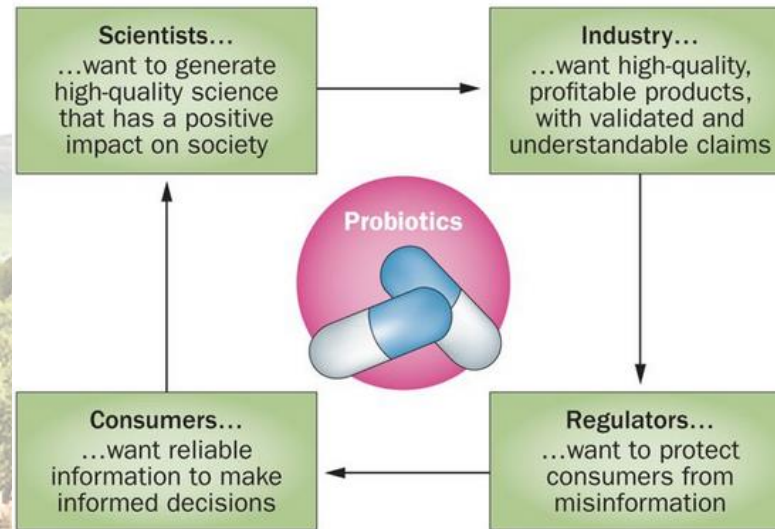 Scientists...
...want to generate
high-quality science
that has a positive
impact on society
Industry...
...want high-quality,
profitable products,
with validated and
understandable claims
Probiotics
Consumers...
...want reliable
information to make
informed decisions
Regulators...
...want to protect
consumers from
misinformation